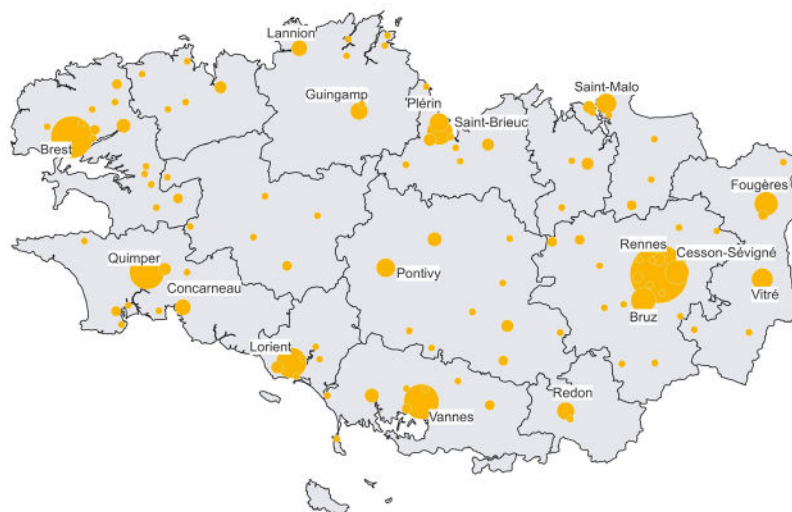 Lannion
Guingamp
Plérin
Saint-Brieuc
Saint-Malo
Brest
Fougères
Rennes
Cesson-Sévigné
Quimper
Pontivy
Concarneau
Vitré
Bruz
Lorient
Redon
Vannes